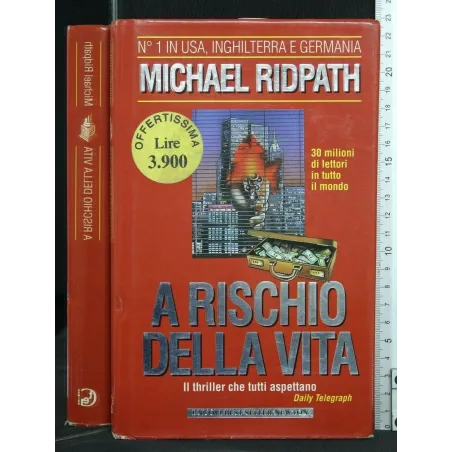 N° 1 IN USA, INGHILTERRA E GERMANIA
MICHAEL RIDPATH
OFFERTISSIMA
Lire
3.900
30 milioni
di lettori
in tutto
il mondo
A RISCHIO
DELLA VITA
Il thriller che tutti aspettano
Daily Telegraph
Michael Ridpath
A RISCHIO DELLA VITA